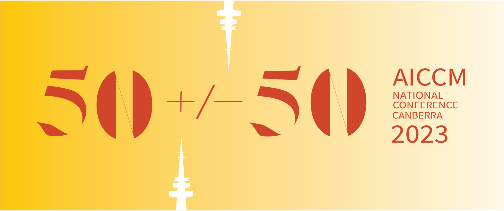 50 +/- 50
AICCM
NATIONAL
CONFERENCE
CANBERRA
2023